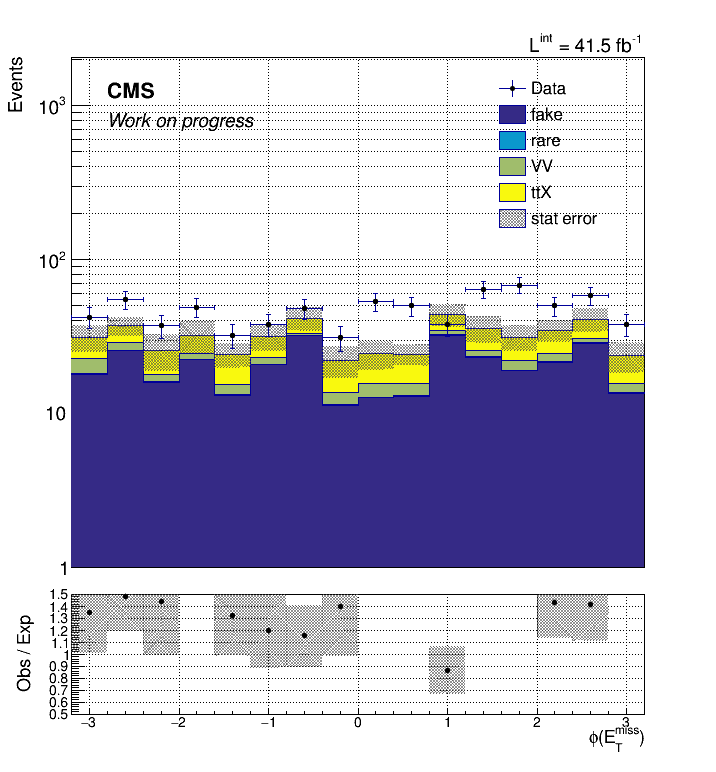 L^int = 41.5 fb^-1
Events
CMS
Work on progress
Data
fake
rare
VV
ttX
stat error
10^3
10^2
10
1
Obs / Exp
1.5
1.4
1.3
1.2
1.1
1
0.9
0.8
0.7
0.6
0.5
−3 −2 −1 0 1 2 3
ϕ(E_T^miss)